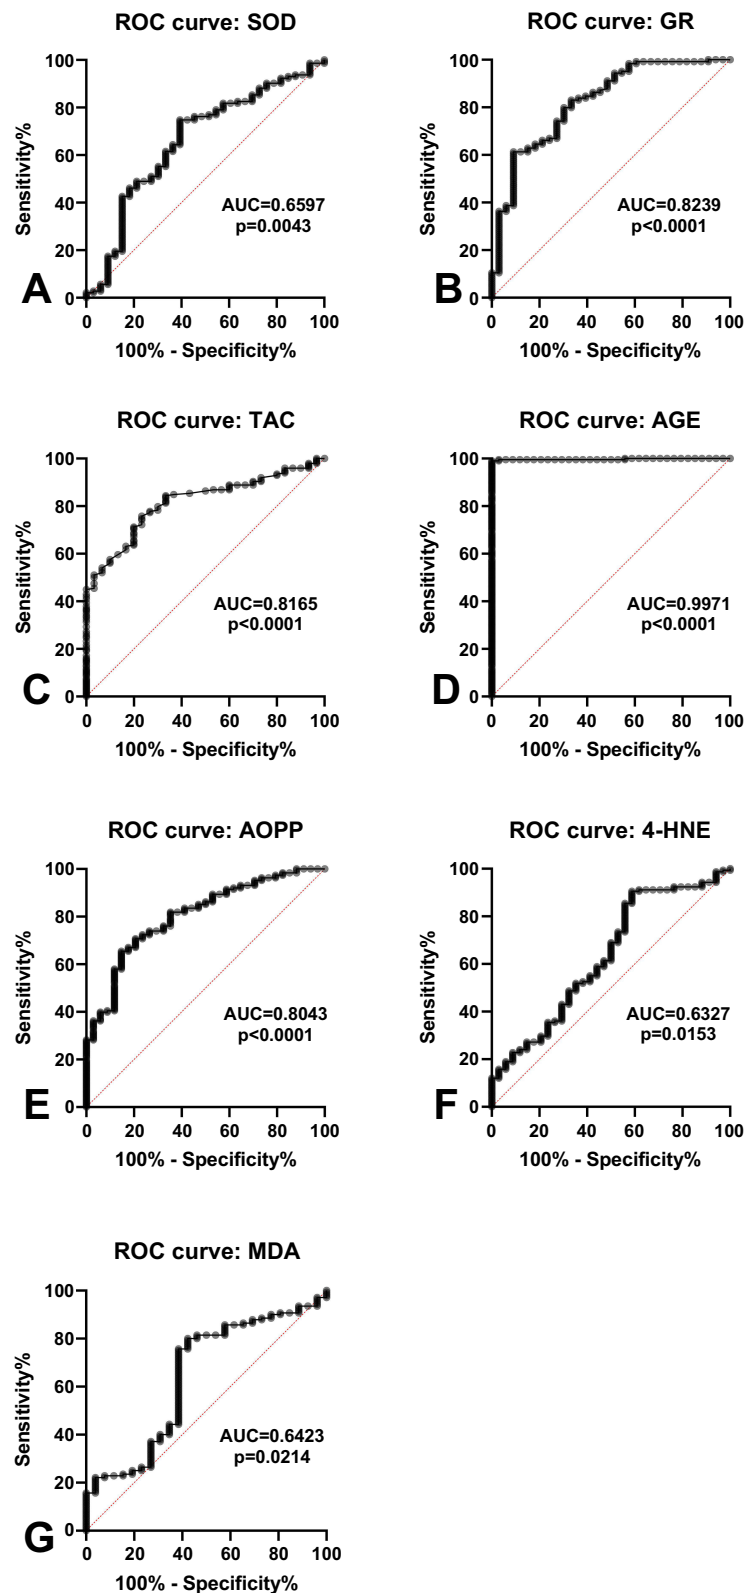 ROC curve: SOD
100
80
60
40
20
0
Sensitivity%
AUC=0.6597
p=0.0043
A
0 20 40 60 80 100
100% - Specificity%
ROC curve: GR
100
80
60
40
20
0
Sensitivity%
AUC=0.8239
p<0.0001
B
0 20 40 60 80 100
100% - Specificity%
ROC curve: TAC
100
80
60
40
20
0
Sensitivity%
AUC=0.8165
p<0.0001
C
0 20 40 60 80 100
100% - Specificity%
ROC curve: AGE
100
80
60
40
20
0
Sensitivity%
AUC=0.9971
p<0.0001
D
0 20 40 60 80 100
100% - Specificity%
ROC curve: AOPP
100
80
60
40
20
0
Sensitivity%
AUC=0.8043
p<0.0001
E
0 20 40 60 80 100
100% - Specificity%
ROC curve: 4-HNE
100
80
60
40
20
0
Sensitivity%
AUC=0.6327
p=0.0153
F
0 20 40 60 80 100
100% - Specificity%
ROC curve: MDA
100
80
60
40
20
0
Sensitivity%
AUC=0.6423
p=0.0214
G
0 20 40 60 80 100
100% - Specificity%